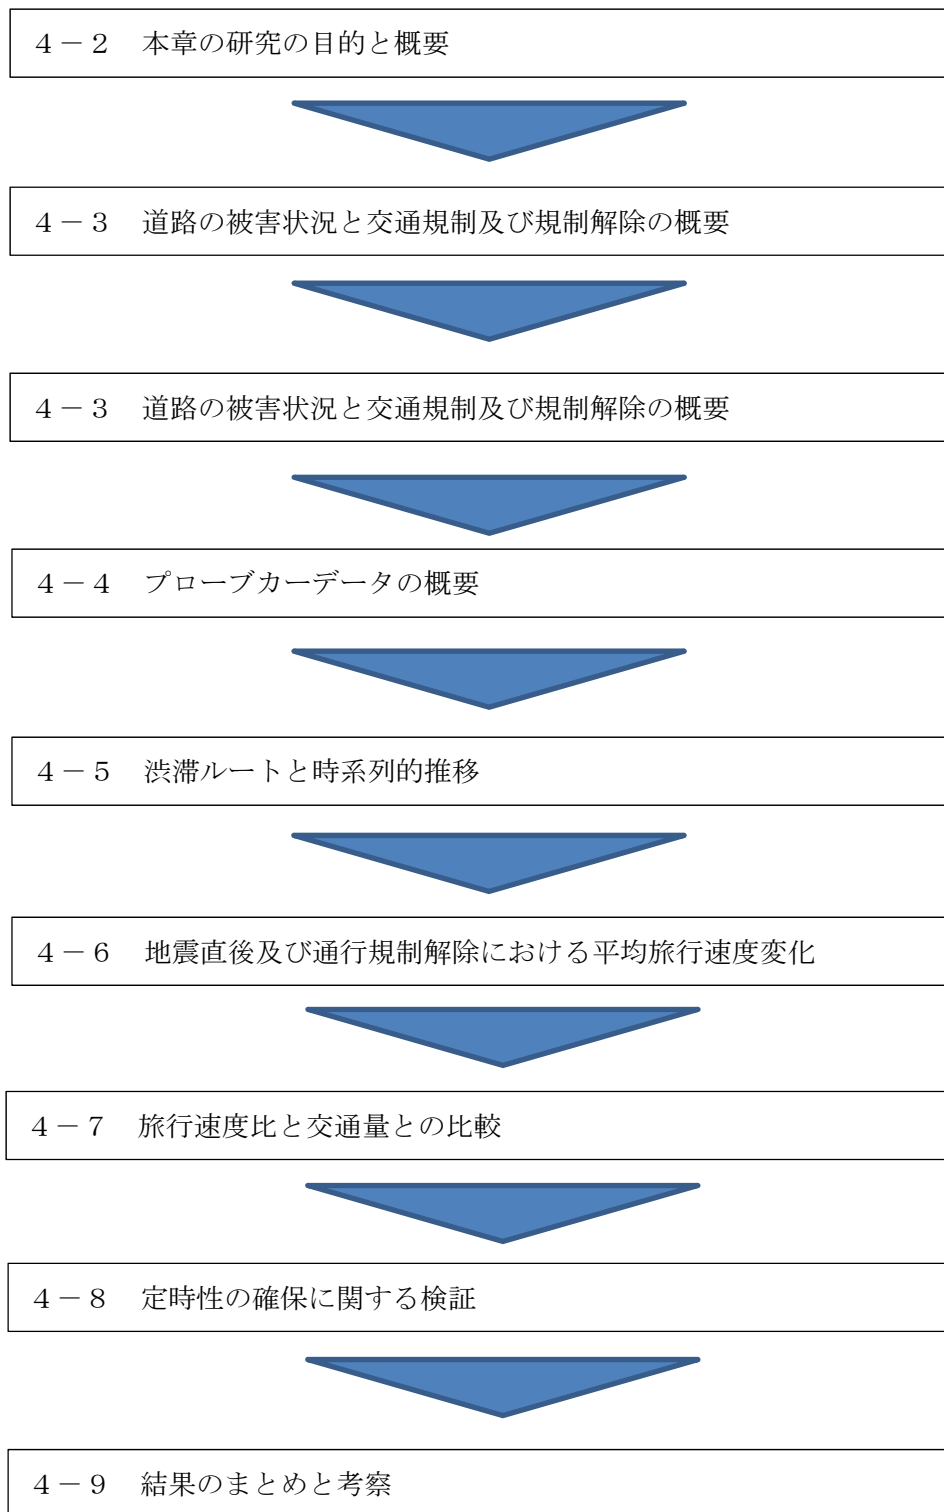 ４－２　本章の研究の目的と概要
４－３　道路の被害状況と交通規制及び規制解除の概要
４－３　道路の被害状況と交通規制及び規制解除の概要
４－４　プローブカーデータの概要
４－５　渋滞ルートと時系列的推移
４－６　地震直後及び通行規制解除における平均旅行速度変化
４－７　旅行速度比と交通量との比較
４－８　定時性の確保に関する検証
４－９　結果のまとめと考察